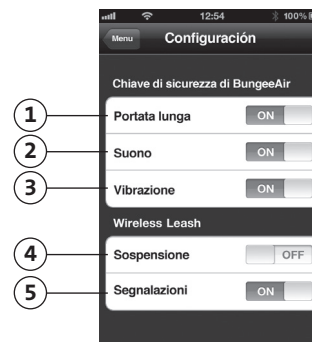 12:54 100%
Menu Configuración
Chiave di sicurezza di BungeeAir
1 Portata lunga ON
2 Suono ON
3 Vibrazione ON
Wireless Leash
4 Sospensione OFF
5 Segnalazioni ON